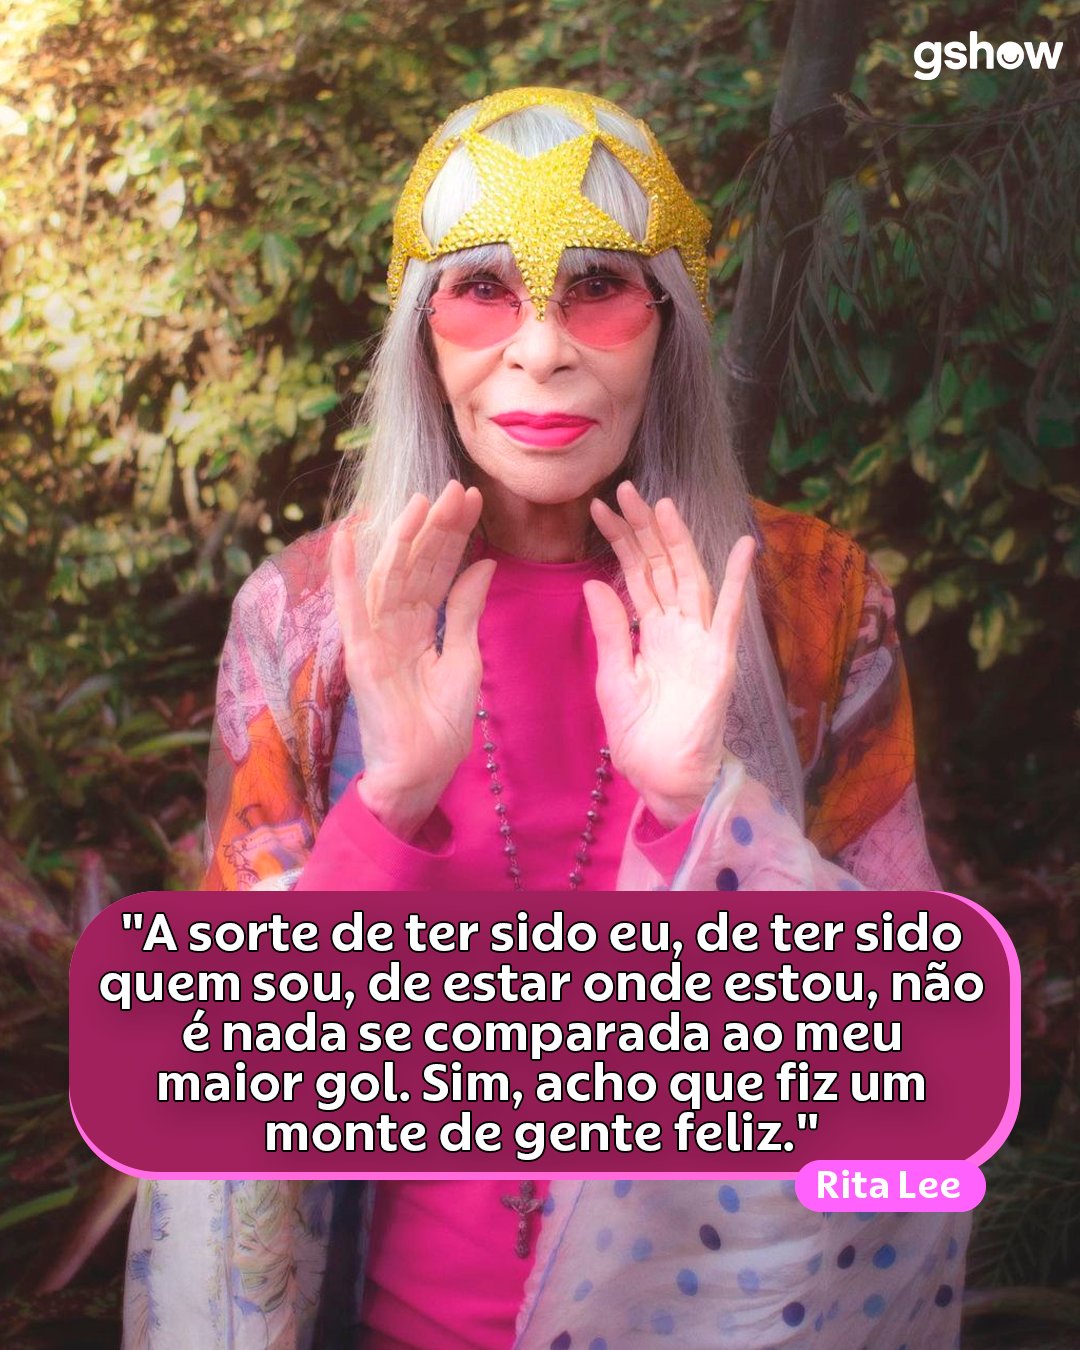 gshow
"A sorte de ter sido eu, de ter sido
quem sou, de estar onde estou, não
é nada se comparada ao meu
maior gol. Sim, acho que fiz um
monte de gente feliz."
Rita Lee